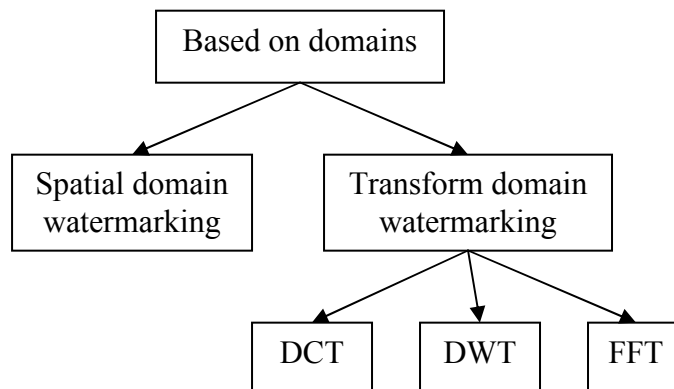 Based on domains
Spatial domain
watermarking
Transform domain
watermarking
DCT
DWT
FFT